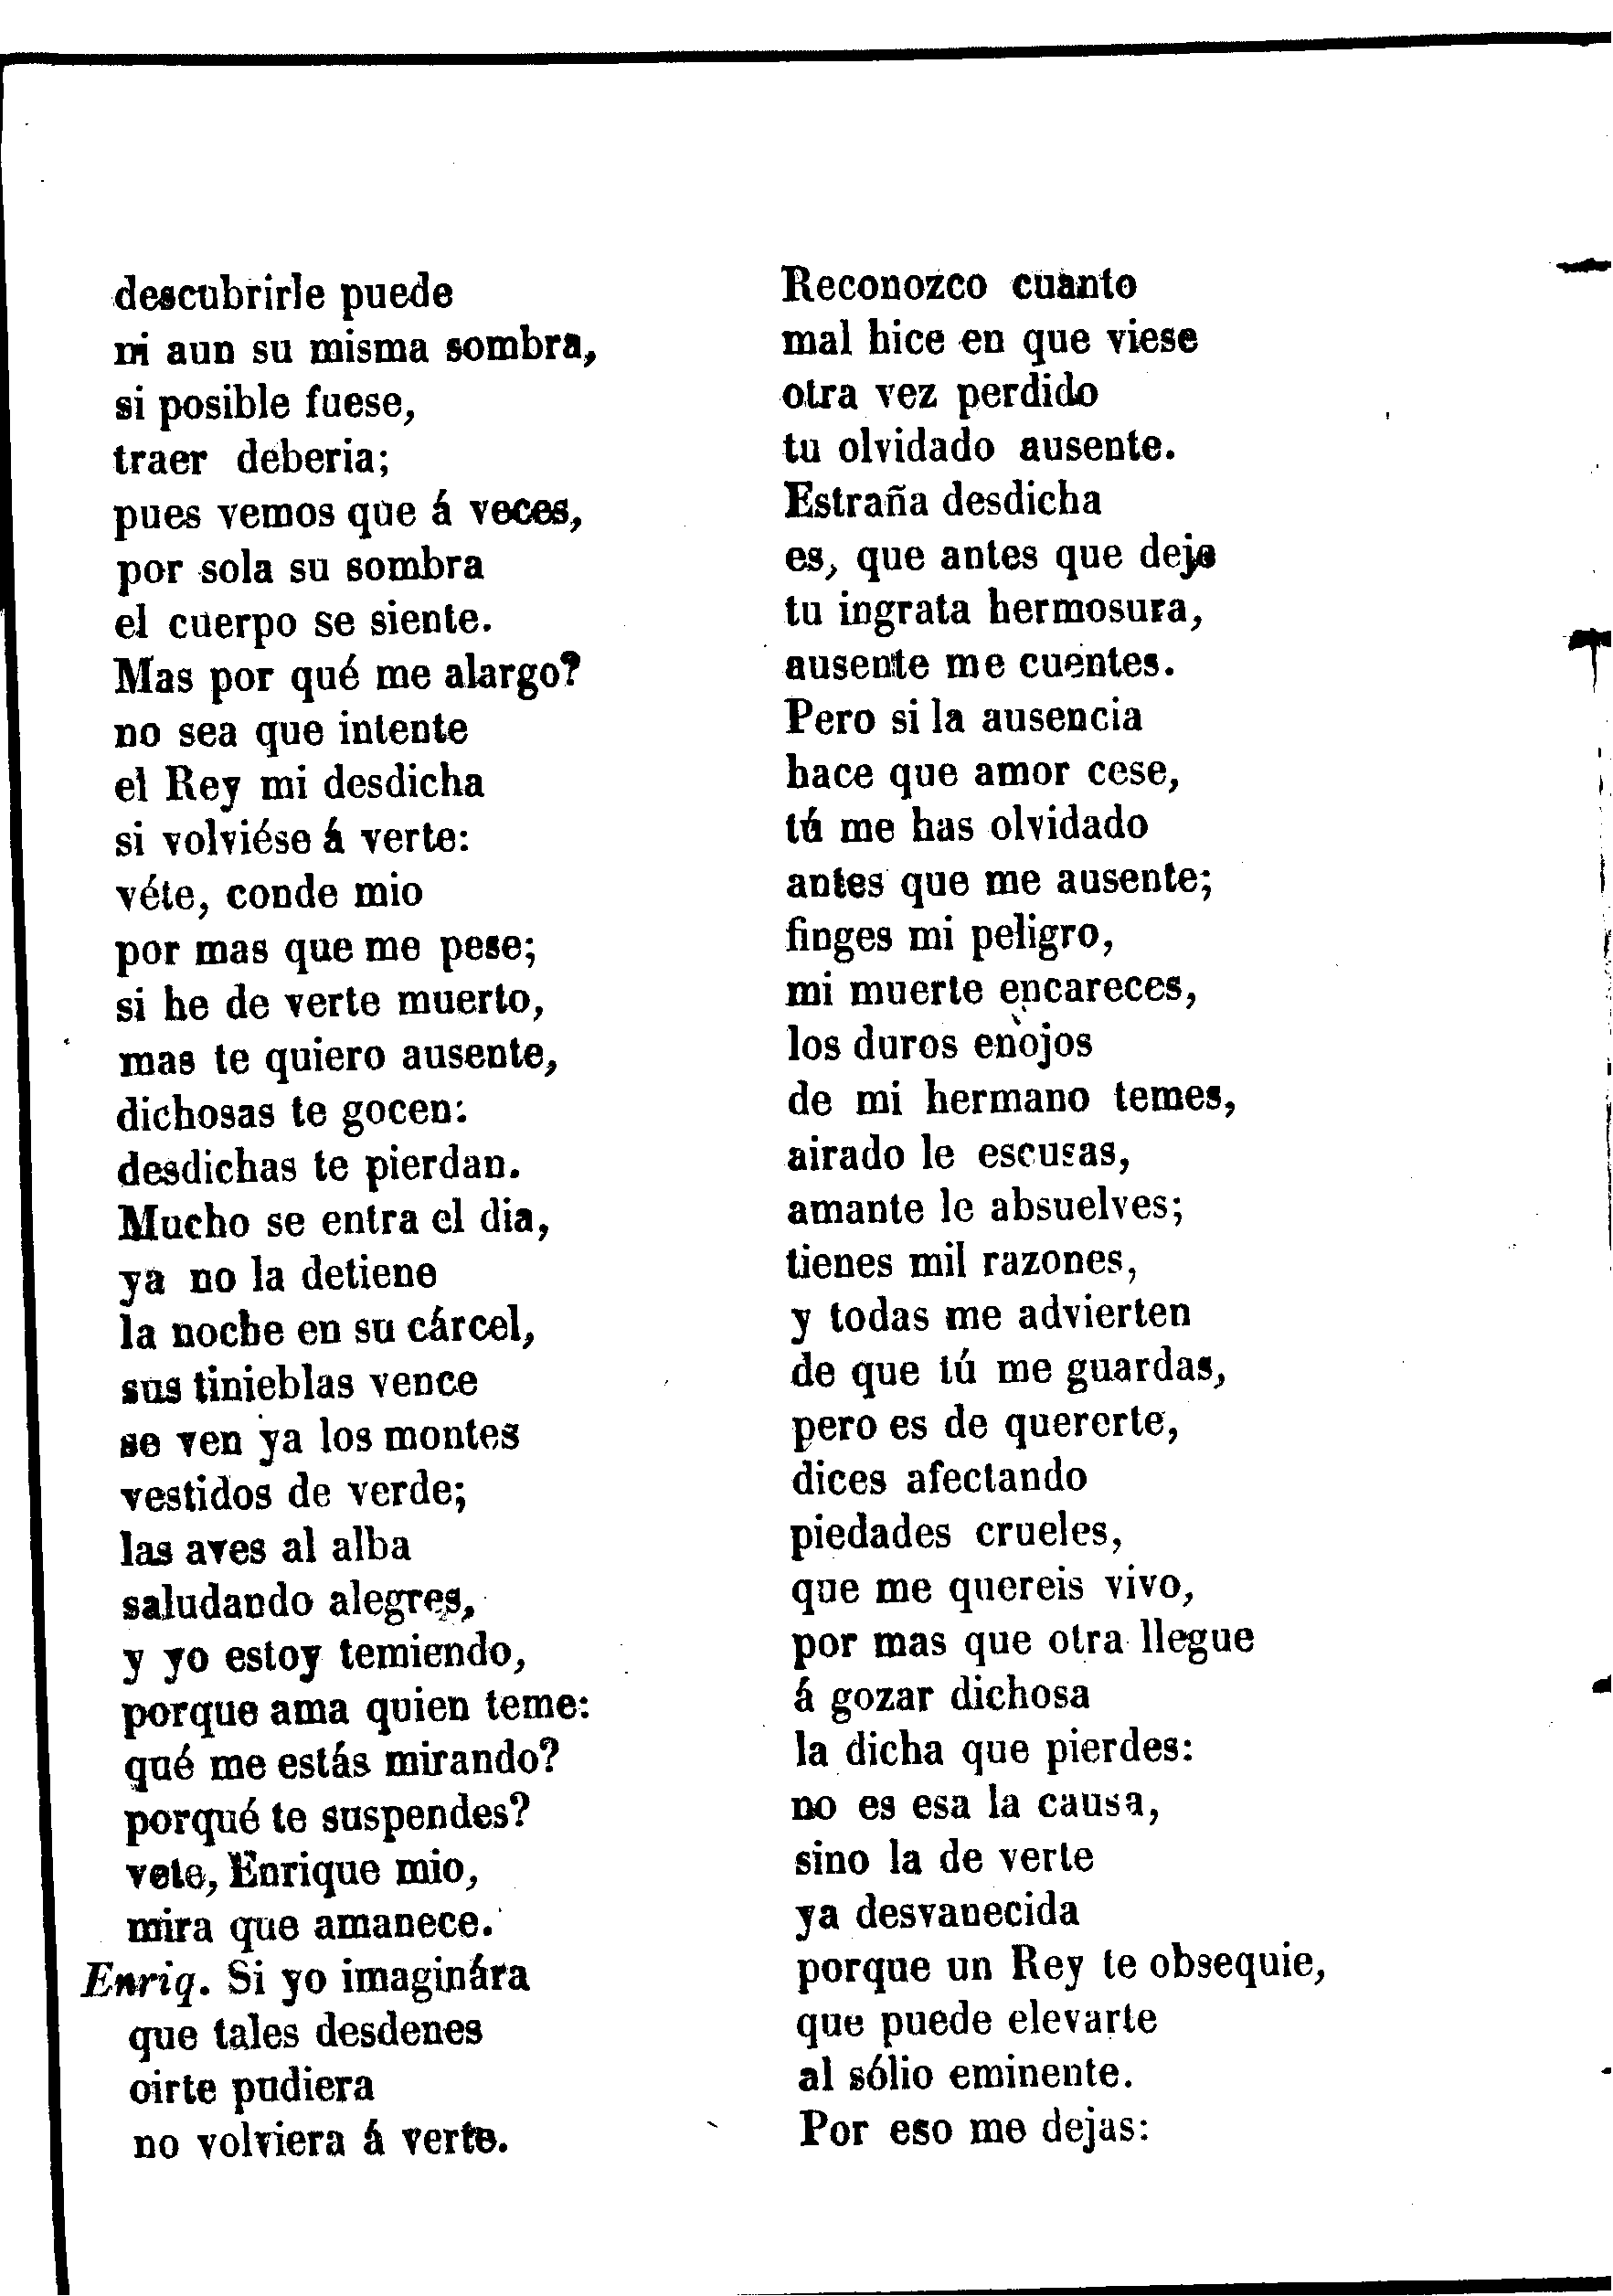 descubrirle puede
ni aun su misma sombra,
si posible fuese,
traer deberia;
pues vemos que á veces,
por sola su sombra
el cuerpo se siente.
Mas por qué me alargo?
no sea que intente
el Rey mi desdicha
si volviése á verte:
véte, conde mio
por mas que me pese;
si he de verte muerto,
mas te quiero ausente,
dichosas te gocen:
desdichas te pierdan.
Mucho se entra el dia,
ya no la detiene
la noche en su cárcel,
sus tinieblas vence
se ven ya los montes
vestidos de verde;
las aves al alba
saludando alegres,
y yo estoy temiendo,
porque ama quien teme:
qué me estás mirando?
porqué te suspendes?
vete, Enrique mio,
mira que amanece.
Enriq. Si yo imaginára
que tales desdenes
oirte pudiera
no volviera á verte.
Reconozco cuanto
mal hice en que viese
otra vez perdido
tu olvidado ausente.
Estraña desdicha
es, que antes que deje
tu ingrata hermosura,
ausente me cuentes.
Pero si la ausencia
hace que amor cese,
tú me has olvidado
antes que me ausente;
finges mi peligro,
mi muerte encareces,
los duros enojos
de mi hermano temes,
airado le escusas,
amante le absuelves;
tienes mil razones,
y todas me advierten
de que tú me guardas,
pero es de quererte,
dices afectando
piedades crueles,
que me quereis vivo,
por mas que otra llegue
á gozar dichosa
la dicha que pierdes:
no es esa la causa,
sino la de verte
ya desvanecida
porque un Rey te obsequie,
que puede elevarte
al sólio eminente.
Por eso me dejas: